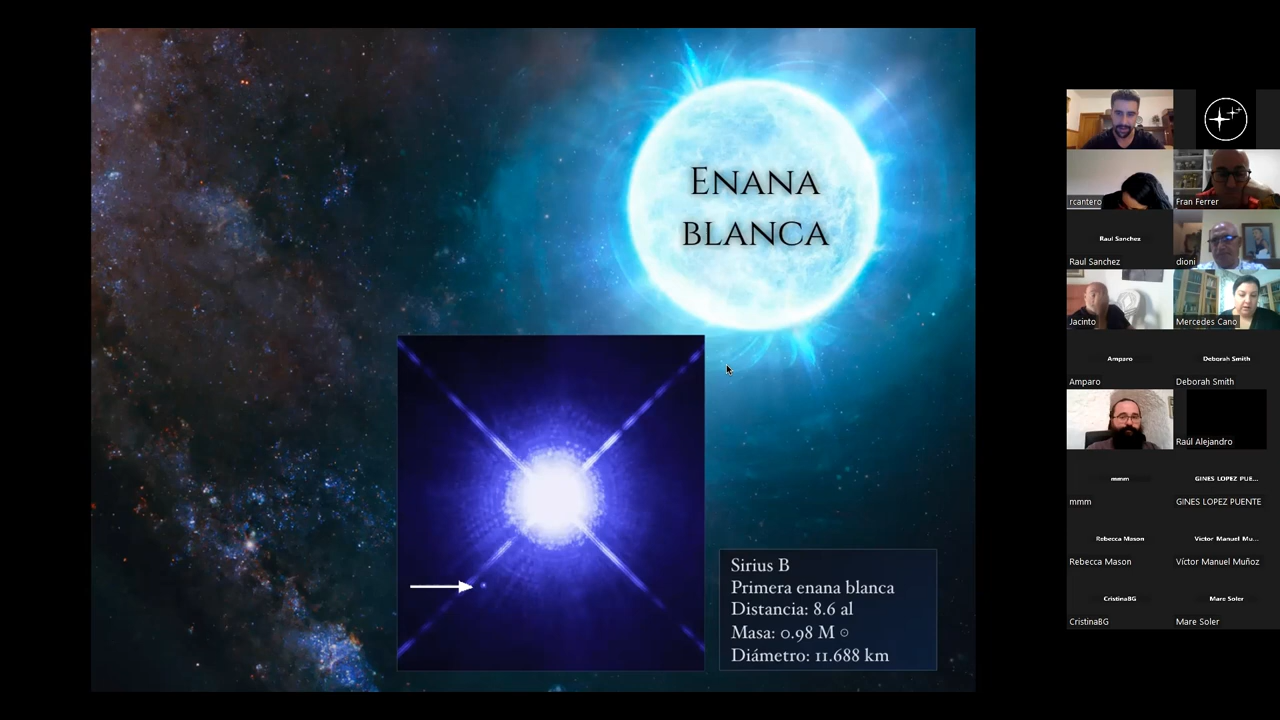 ENANA
BLANCA
Sirius B
Primera enana blanca
Distancia: 8.6 al
Masa: 0.98 M ☉
Diámetro: 11.688 km
rcantero
Fran Ferrer
Raul Sanchez
Raul Sanchez
dioni
Jacinto
Mercedes Cano
Amparo
Deborah Smith
Amparo
Deborah Smith
Raúl Alejandro
mmm
GINES LOPEZ PUE...
mmm
GINES LOPEZ PUENTE
Rebecca Mason
Víctor Manuel Mu...
Rebecca Mason
Víctor Manuel Muñoz
CristinaBG
Mare Soler
CristinaBG
Mare Soler